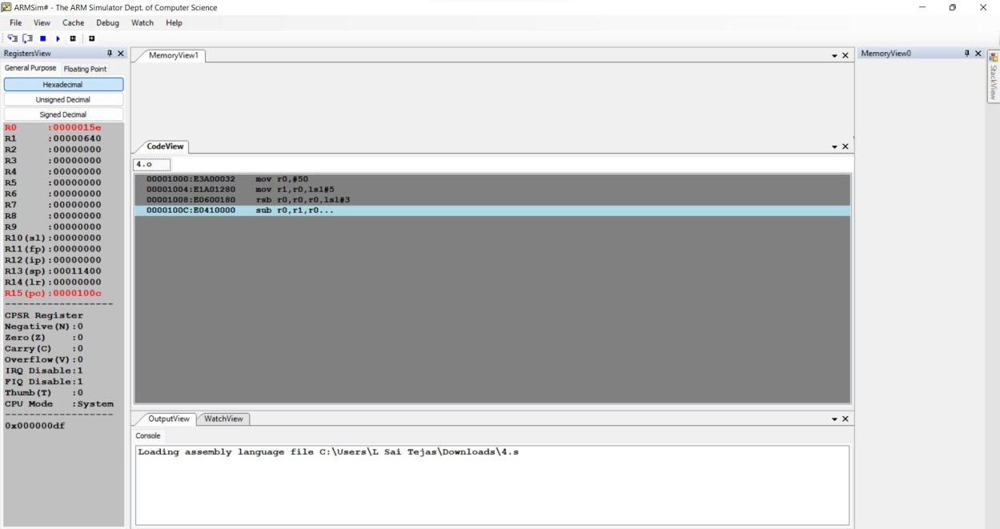 ARMSim# - The ARM Simulator Dept. of Computer Science
File View Cache Debug Watch Help
RegistersView
General Purpose Floating Point
Hexadecimal
Unsigned Decimal
Signed Decimal
R0 :0000015e
R1 :00000640
R2 :00000000
R3 :00000000
R4 :00000000
R5 :00000000
R6 :00000000
R7 :00000000
R8 :00000000
R9 :00000000
R10(sl):00000000
R11(fp):00000000
R12(ip):00000000
R13(sp):00011400
R14(lr):00000000
R15(pc):0000100c
------------------
CPSR Register
Negative(N):0
Zero(Z) :0
Carry(C) :0
Overflow(V):0
IRQ Disable:1
FIQ Disable:1
Thumb(T) :0
CPU Mode :System
------------------
0x000000df
MemoryView1
CodeView
4.o
00001000:E3A00032 mov r0,#50
00001004:E1A01280 mov r1,r0,lsl#5
00001008:E0600180 rsb r0,r0,r0,lsl#3
0000100C:E0410000 sub r0,r1,r0...
OutputView WatchView
Console
Loading assembly language file C:\Users\L Sai Tejas\Downloads\4.s
MemoryView0
StackView